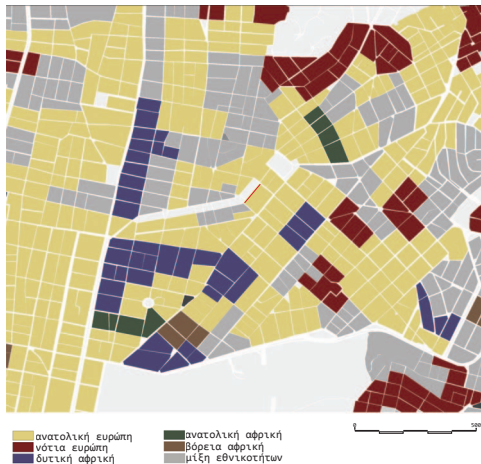 0 500
ανατολική ευρώπη
νότια ευρώπη
δυτική αφρική
ανατολική αφρική
βόρεια αφρική
μίξη εθνικοτήτων